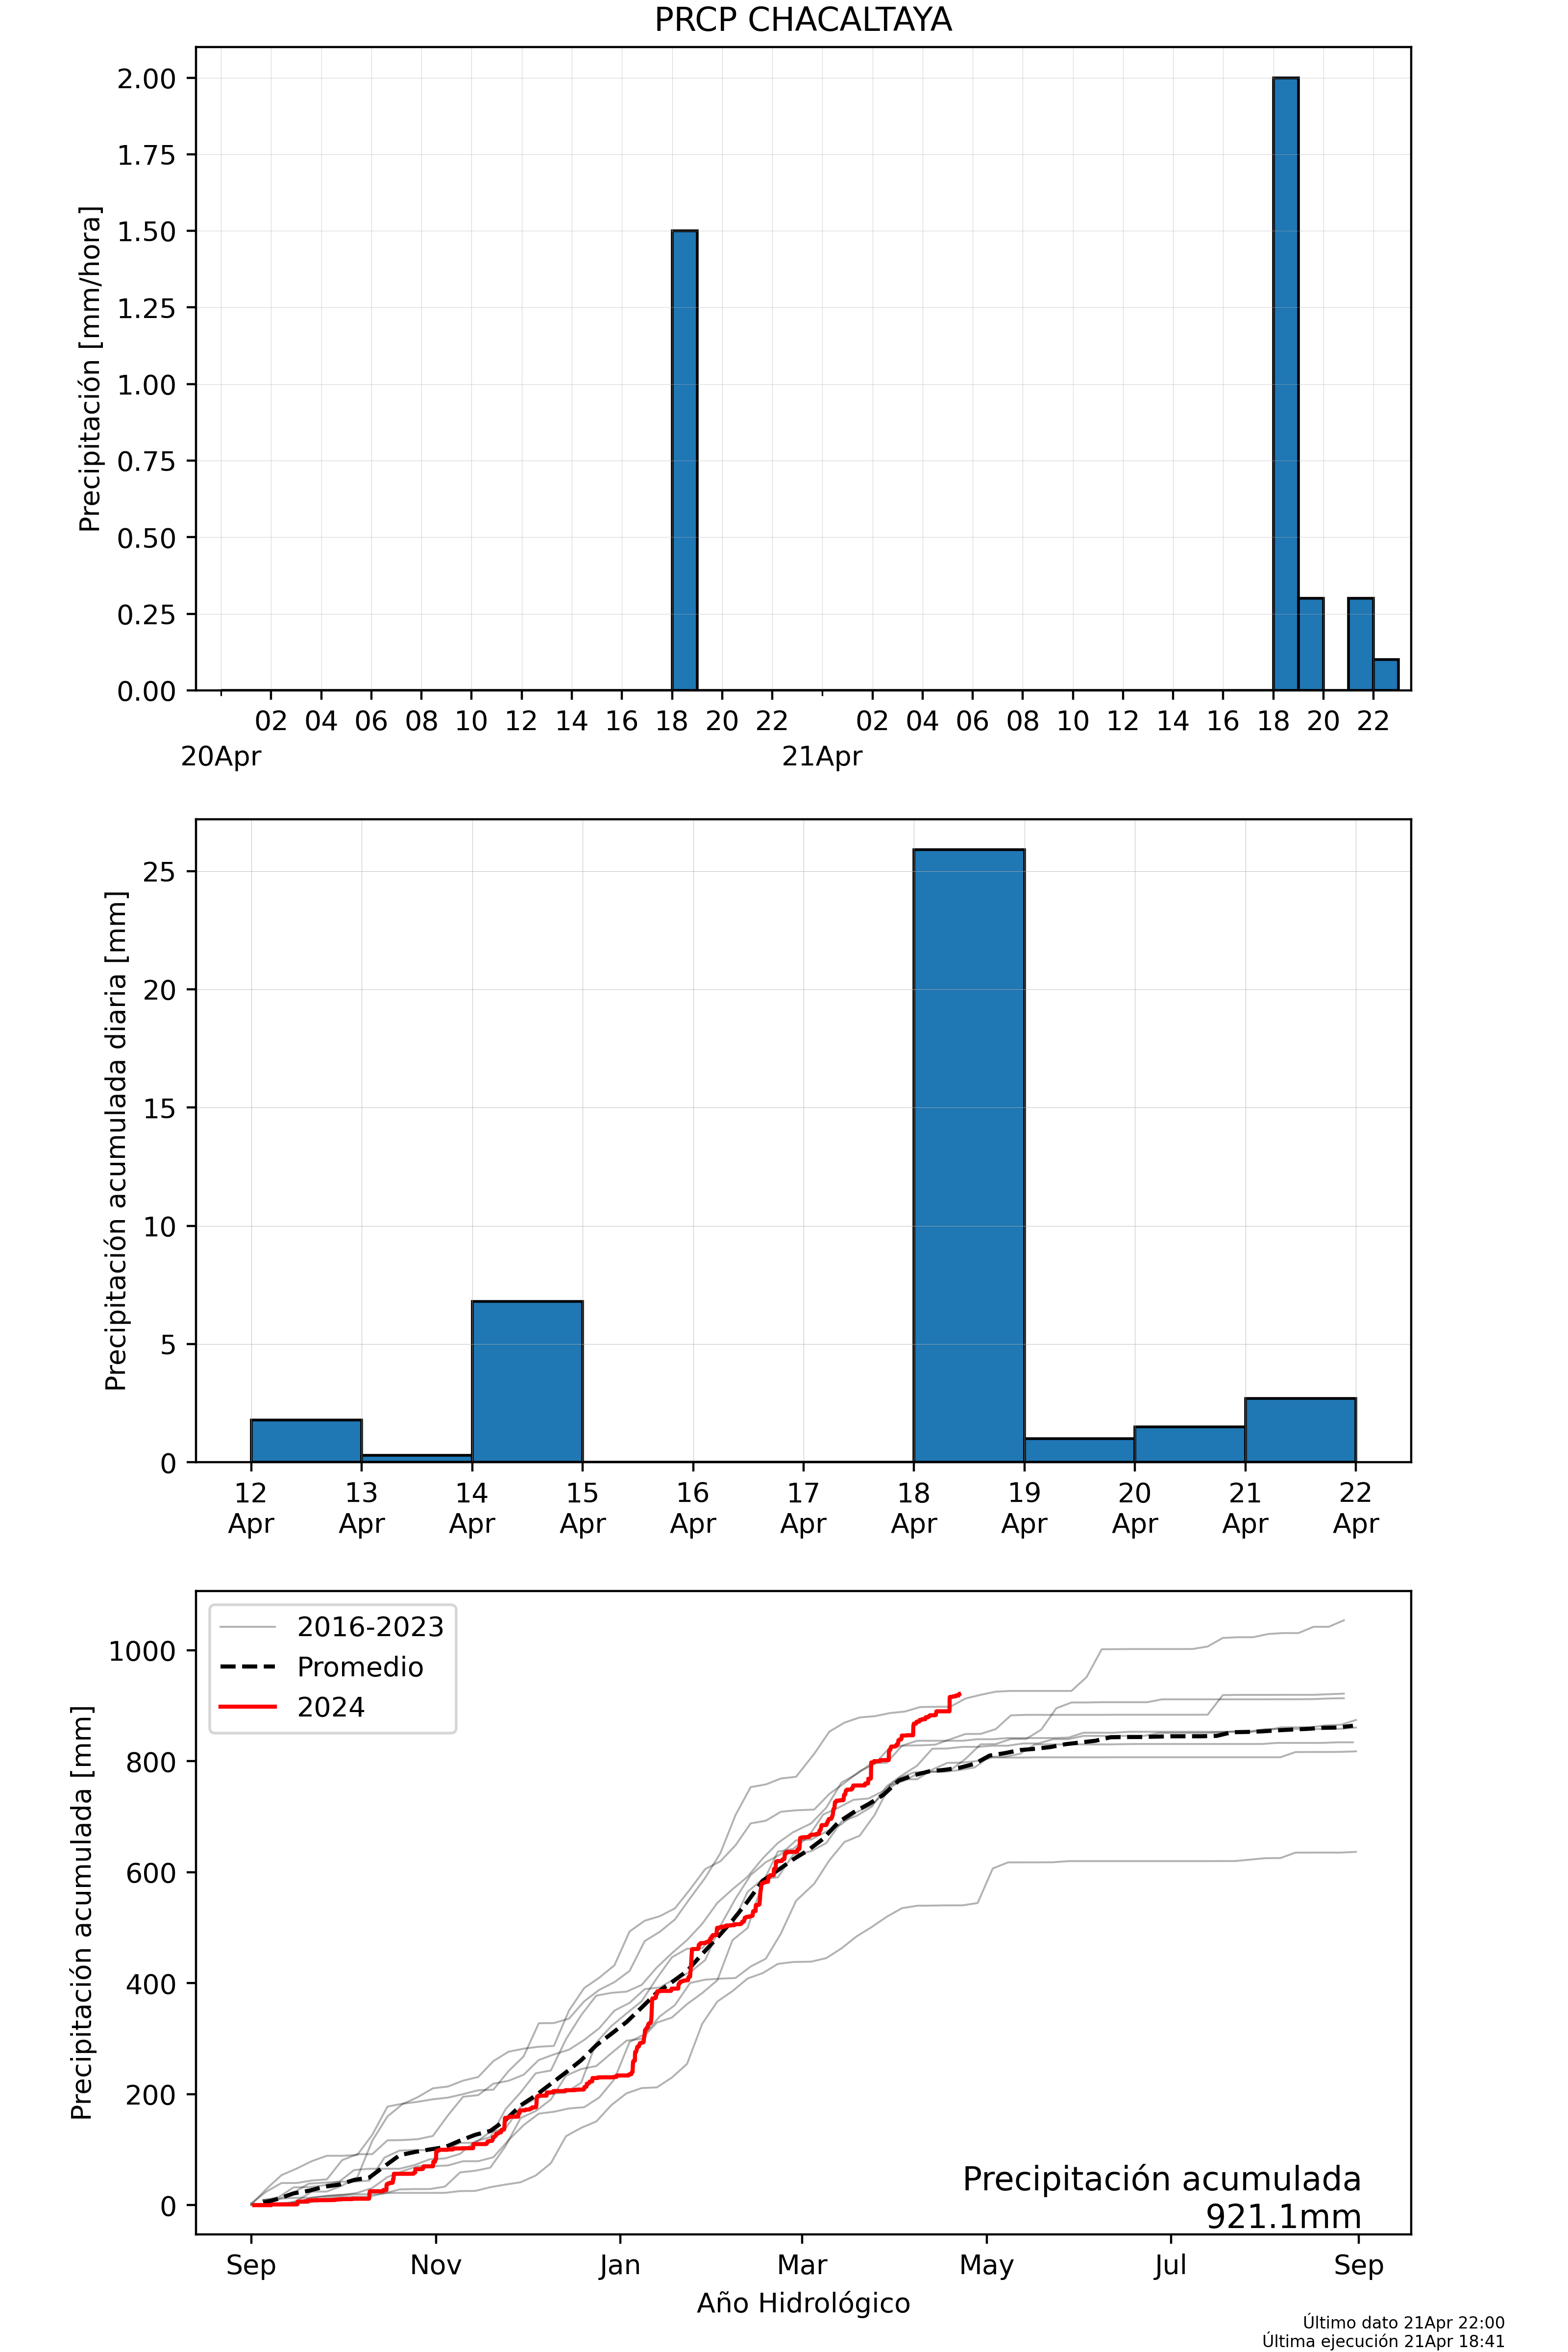 PRCP CHACALTAYA
Precipitación [mm/hora]
2.00
1.75
1.50
1.25
1.00
0.75
0.50
0.25
0.00
02 04 06 08 10 12 14 16 18 20 22 02 04 06 08 10 12 14 16 18 20 22
20Apr 21Apr
Precipitación acumulada diaria [mm]
25
20
15
10
5
0
12 13 14 15 16 17 18 19 20 21 22
Apr Apr Apr Apr Apr Apr Apr Apr Apr Apr Apr
Precipitación acumulada [mm]
1000
800
600
400
200
0
2016-2023
Promedio
2024
Precipitación acumulada
921.1mm
Sep Nov Jan Mar May Jul Sep
Año Hidrológico
Último dato 21Apr 22:00
Última ejecución 21Apr 18:41